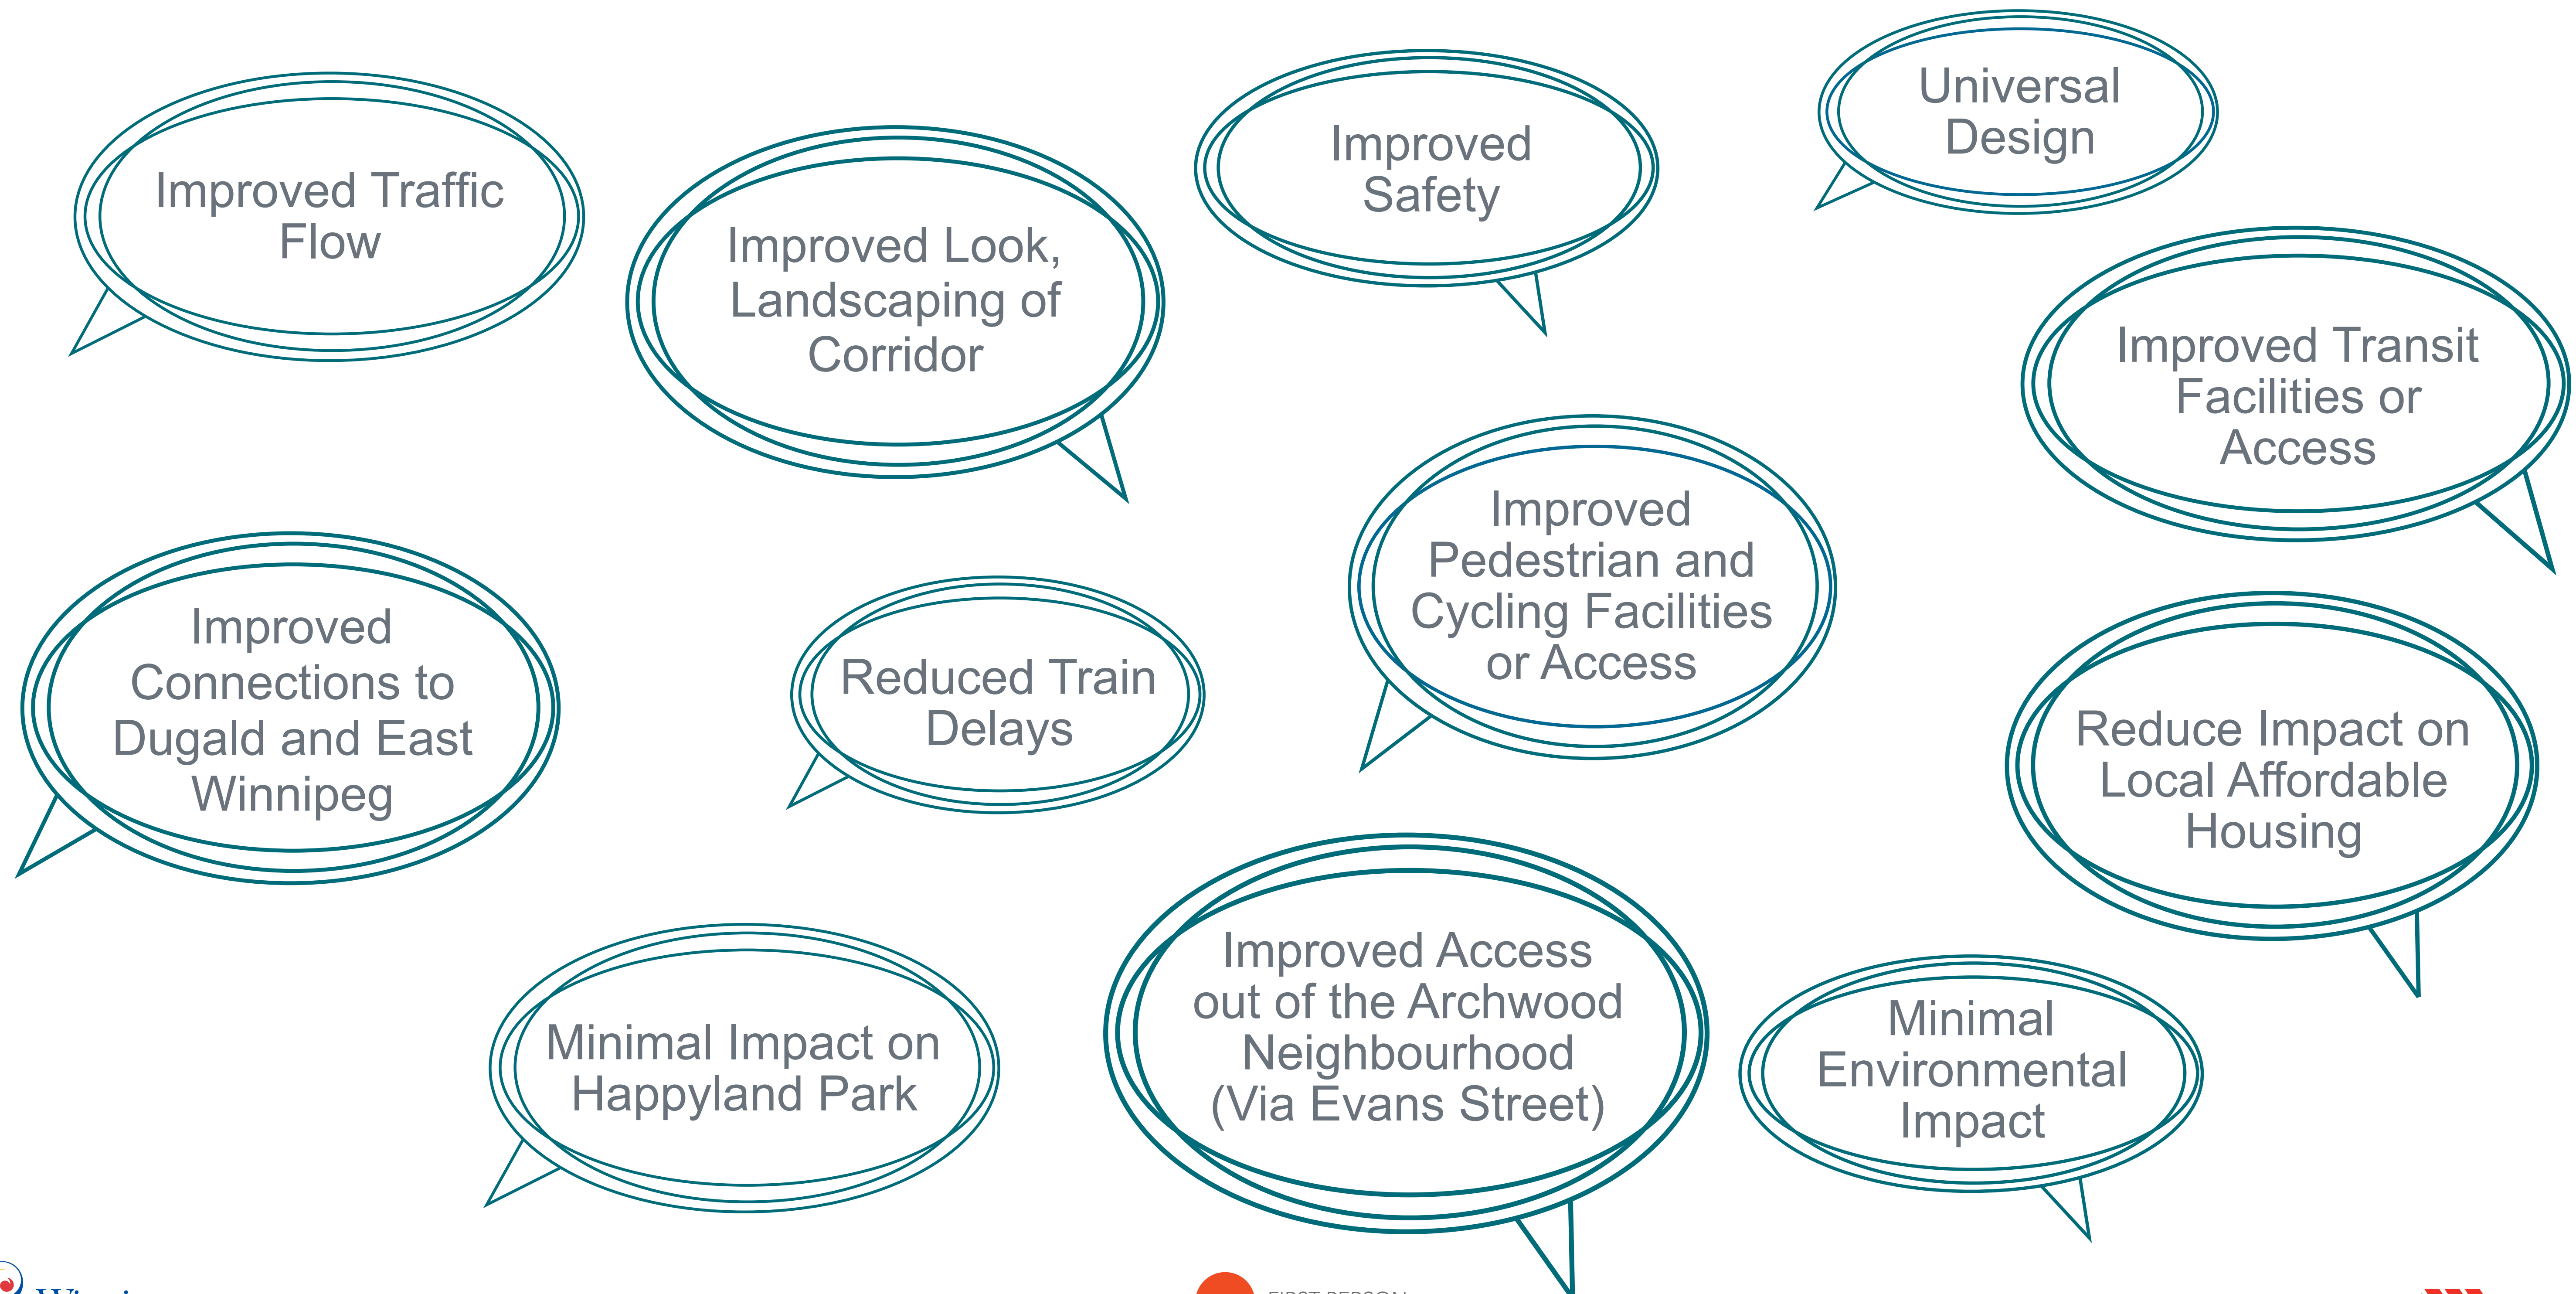 Improved Traffic
Flow
Improved Look,
Landscaping of
Corridor
Improved
Safety
Universal
Design
Improved Transit
Facilities or
Access
Improved
Connections to
Dugald and East
Winnipeg
Reduced Train
Delays
Improved
Pedestrian and
Cycling Facilities
or Access
Reduce Impact on
Local Affordable
Housing
Minimal Impact on
Happyland Park
Improved Access
out of the Archwood
Neighbourhood
(Via Evans Street)
Minimal
Environmental
Impact
FIRST PERSON